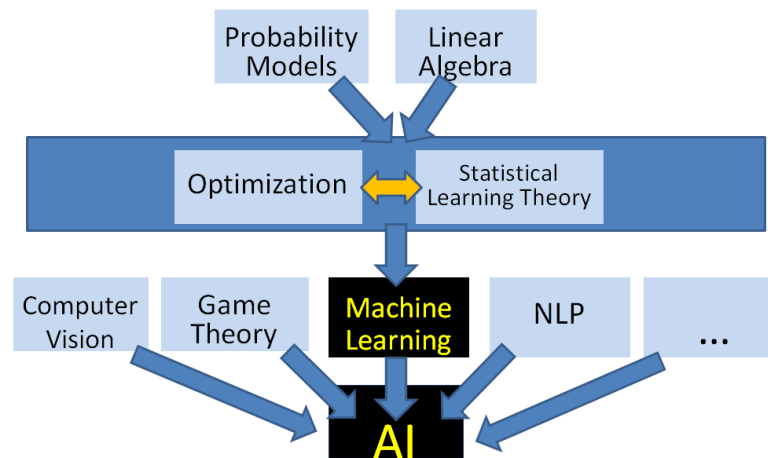 Probability
Models
Linear
Algebra
Optimization
Statistical
Learning Theory
Computer
Vision
Game
Theory
Machine
Learning
NLP
...
AI